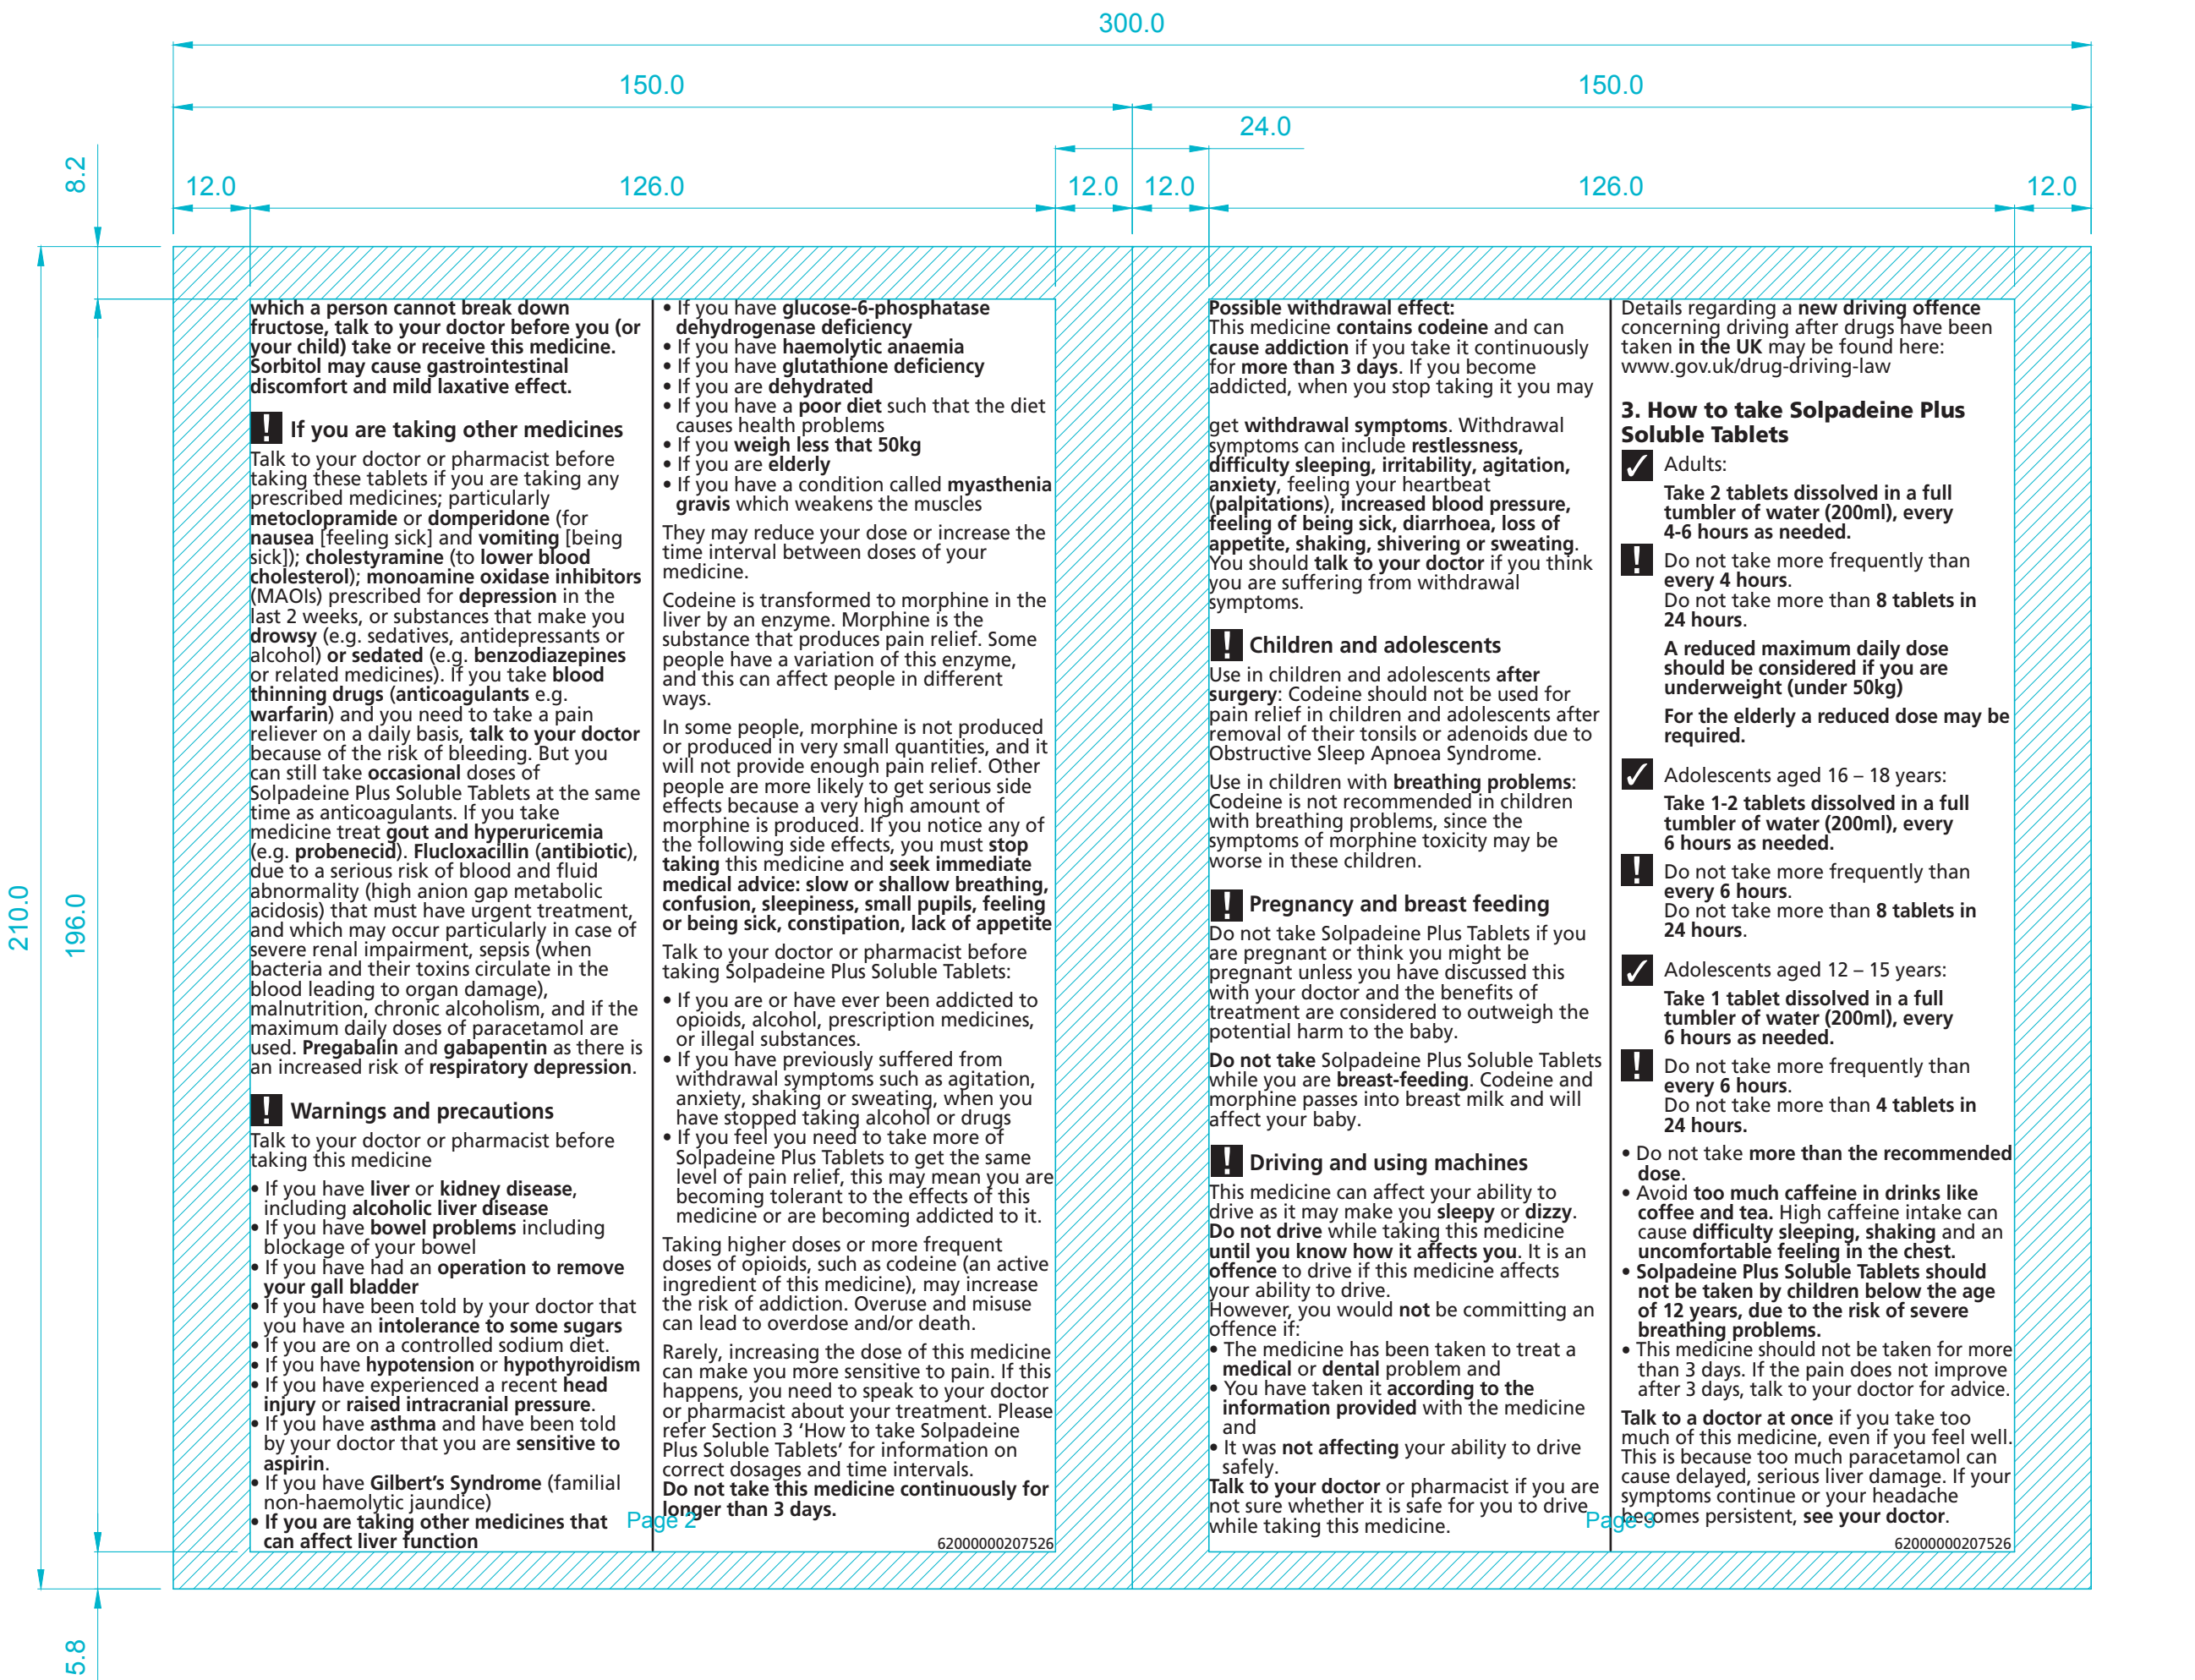 300.0
150.0
150.0
24.0
8.2
12.0
126.0
12.0
12.0
126.0
12.0
210.0
196.0
5.8
which a person cannot break down
fructose, talk to your doctor before you (or
your child) take or receive this medicine.
Sorbitol may cause gastrointestinal
discomfort and mild laxative effect.
! If you are taking other medicines
Talk to your doctor or pharmacist before
taking these tablets if you are taking any
prescribed medicines; particularly
metoclopramide or domperidone (for
nausea [feeling sick] and vomiting [being
sick]); cholestyramine (to lower blood
cholesterol); monoamine oxidase inhibitors
(MAOIs) prescribed for depression in the
last 2 weeks, or substances that make you
drowsy (e.g. sedatives, antidepressants or
alcohol) or sedated (e.g. benzodiazepines
or related medicines). If you take blood
thinning drugs (anticoagulants e.g.
warfarin) and you need to take a pain
reliever on a daily basis, talk to your doctor
because of the risk of bleeding. But you
can still take occasional doses of
Solpadeine Plus Soluble Tablets at the same
time as anticoagulants. If you take
medicine treat gout and hyperuricemia
(e.g. probenecid). Flucloxacillin (antibiotic),
due to a serious risk of blood and fluid
abnormality (high anion gap metabolic
acidosis) that must have urgent treatment,
and which may occur particularly in case of
severe renal impairment, sepsis (when
bacteria and their toxins circulate in the
blood leading to organ damage),
malnutrition, chronic alcoholism, and if the
maximum daily doses of paracetamol are
used. Pregabalin and gabapentin as there is
an increased risk of respiratory depression.
! Warnings and precautions
Talk to your doctor or pharmacist before
taking this medicine
• If you have liver or kidney disease,
including alcoholic liver disease
• If you have bowel problems including
blockage of your bowel
• If you have had an operation to remove
your gall bladder
• If you have been told by your doctor that
you have an intolerance to some sugars
• If you are on a controlled sodium diet.
• If you have hypotension or hypothyroidism
• If you have experienced a recent head
injury or raised intracranial pressure.
• If you have asthma and have been told
by your doctor that you are sensitive to
aspirin.
• If you have Gilbert's Syndrome (familial
non-haemolytic jaundice)
• If you are taking other medicines that
can affect liver function
• If you have glucose-6-phosphatase
dehydrogenase deficiency
• If you have haemolytic anaemia
• If you have glutathione deficiency
• If you are dehydrated
• If you have a poor diet such that the diet
causes health problems
• If you weigh less that 50kg
• If you are elderly
• If you have a condition called myasthenia
gravis which weakens the muscles
They may reduce your dose or increase the
time interval between doses of your
medicine.
Codeine is transformed to morphine in the
liver by an enzyme. Morphine is the
substance that produces pain relief. Some
people have a variation of this enzyme,
and this can affect people in different
ways.
In some people, morphine is not produced
or produced in very small quantities, and it
will not provide enough pain relief. Other
people are more likely to get serious side
effects because a very high amount of
morphine is produced. If you notice any of
the following side effects, you must stop
taking this medicine and seek immediate
medical advice: slow or shallow breathing,
confusion, sleepiness, small pupils, feeling
or being sick, constipation, lack of appetite
Talk to your doctor or pharmacist before
taking Solpadeine Plus Soluble Tablets:
• If you are or have ever been addicted to
opioids, alcohol, prescription medicines,
or illegal substances.
• If you have previously suffered from
withdrawal symptoms such as agitation,
anxiety, shaking or sweating, when you
have stopped taking alcohol or drugs
• If you feel you need to take more of
Solpadeine Plus Tablets to get the same
level of pain relief, this may mean you are
becoming tolerant to the effects of this
medicine or are becoming addicted to it.
Taking higher doses or more frequent
doses of opioids, such as codeine (an active
ingredient of this medicine), may increase
the risk of addiction. Overuse and misuse
can lead to overdose and/or death.
Rarely, increasing the dose of this medicine
can make you more sensitive to pain. If this
happens, you need to speak to your doctor
or pharmacist about your treatment. Please
refer Section 3 'How to take Solpadeine
Plus Soluble Tablets' for information on
correct dosages and time intervals.
Do not take this medicine continuously for
longer than 3 days.
Page 2
62000000207526
Possible withdrawal effect:
This medicine contains codeine and can
cause addiction if you take it continuously
for more than 3 days. If you become
addicted, when you stop taking it you may
get withdrawal symptoms. Withdrawal
symptoms can include restlessness,
difficulty sleeping, irritability, agitation,
anxiety, feeling your heartbeat
(palpitations), increased blood pressure,
feeling of being sick, diarrhoea, loss of
appetite, shaking, shivering or sweating.
You should talk to your doctor if you think
you are suffering from withdrawal
symptoms.
! Children and adolescents
Use in children and adolescents after
surgery: Codeine should not be used for
pain relief in children and adolescents after
removal of their tonsils or adenoids due to
Obstructive Sleep Apnoea Syndrome.
Use in children with breathing problems:
Codeine is not recommended in children
with breathing problems, since the
symptoms of morphine toxicity may be
worse in these children.
! Pregnancy and breast feeding
Do not take Solpadeine Plus Tablets if you
are pregnant or think you might be
pregnant unless you have discussed this
with your doctor and the benefits of
treatment are considered to outweigh the
potential harm to the baby.
Do not take Solpadeine Plus Soluble Tablets
while you are breast-feeding. Codeine and
morphine passes into breast milk and will
affect your baby.
! Driving and using machines
This medicine can affect your ability to
drive as it may make you sleepy or dizzy.
Do not drive while taking this medicine
until you know how it affects you. It is an
offence to drive if this medicine affects
your ability to drive.
However, you would not be committing an
offence if:
• The medicine has been taken to treat a
medical or dental problem and
• You have taken it according to the
information provided with the medicine
and
• It was not affecting your ability to drive
safely.
Talk to your doctor or pharmacist if you are
not sure whether it is safe for you to drive
while taking this medicine.
Details regarding a new driving offence
concerning driving after drugs have been
taken in the UK may be found here:
www.gov.uk/drug-driving-law
3. How to take Solpadeine Plus
Soluble Tablets
✓ Adults:
Take 2 tablets dissolved in a full
tumbler of water (200ml), every
4-6 hours as needed.
! Do not take more frequently than
every 4 hours.
Do not take more than 8 tablets in
24 hours.
A reduced maximum daily dose
should be considered if you are
underweight (under 50kg)
For the elderly a reduced dose may be
required.
✓ Adolescents aged 16 – 18 years:
Take 1-2 tablets dissolved in a full
tumbler of water (200ml), every
6 hours as needed.
! Do not take more frequently than
every 6 hours.
Do not take more than 8 tablets in
24 hours.
✓ Adolescents aged 12 – 15 years:
Take 1 tablet dissolved in a full
tumbler of water (200ml), every
6 hours as needed.
! Do not take more frequently than
every 6 hours.
Do not take more than 4 tablets in
24 hours.
• Do not take more than the recommended
dose.
• Avoid too much caffeine in drinks like
coffee and tea. High caffeine intake can
cause difficulty sleeping, shaking and an
uncomfortable feeling in the chest.
• Solpadeine Plus Soluble Tablets should
not be taken by children below the age
of 12 years, due to the risk of severe
breathing problems.
• This medicine should not be taken for more
than 3 days. If the pain does not improve
after 3 days, talk to your doctor for advice.
Talk to a doctor at once if you take too
much of this medicine, even if you feel well.
This is because too much paracetamol can
cause delayed, serious liver damage. If your
symptoms continue or your headache
becomes persistent, see your doctor.
Page 3
62000000207526